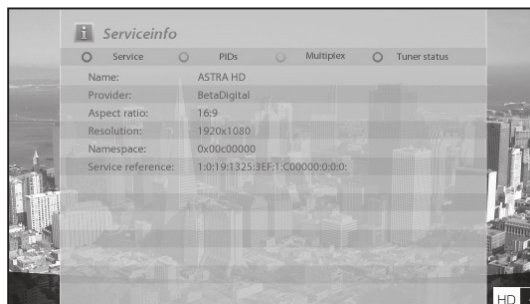 i Serviceinfo
Service PIDs Multiplex Tuner status
Name: ASTRA HD
Provider: BetaDigital
Aspect ratio: 16:9
Resolution: 1920x1080
Namespace: 0x00c00000
Service reference: 1:0:19:1325:3EF:1:C00000:0:0:0:
HD